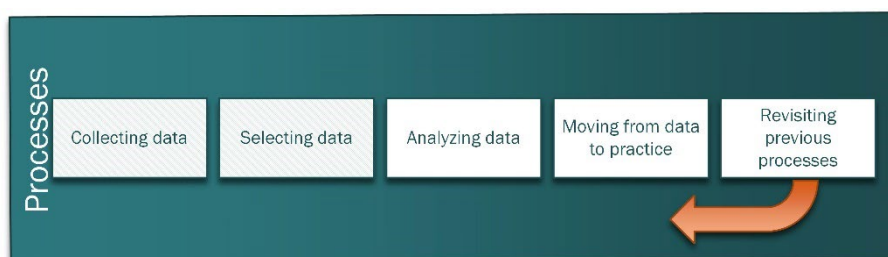 Processes
Collecting data
Selecting data
Analyzing data
Moving from data
to practice
Revisiting
previous
processes